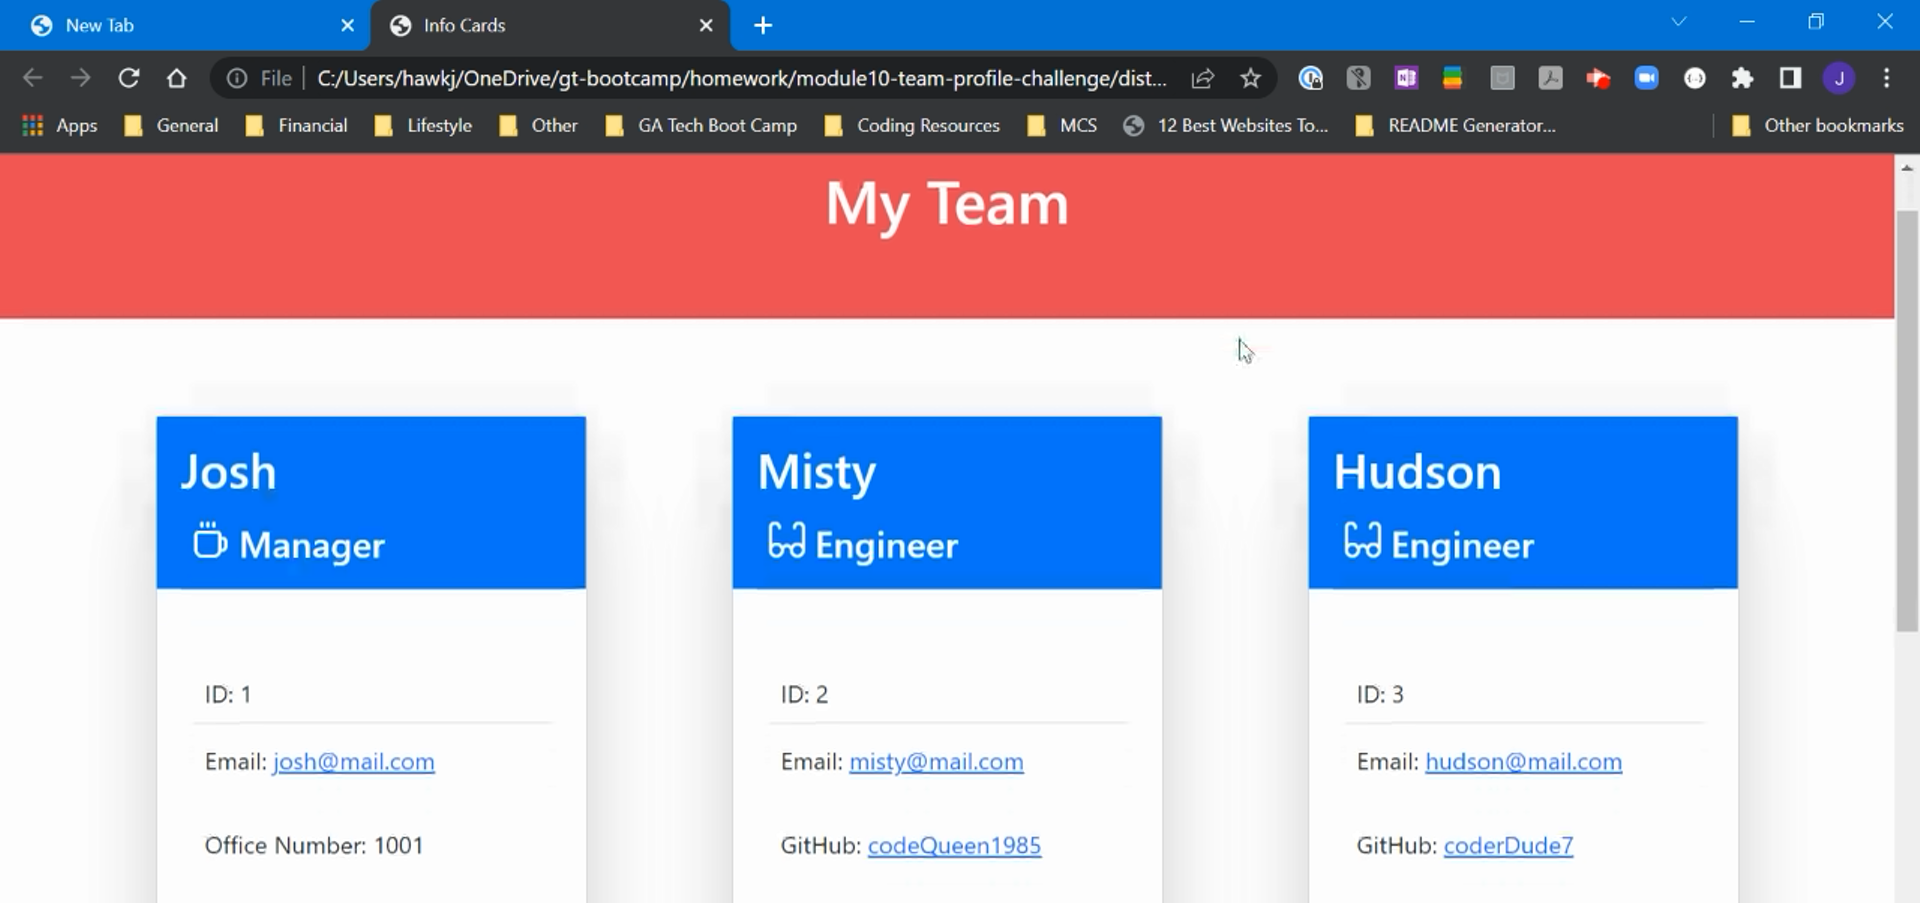 New Tab
Info Cards
File
C:/Users/hawkj/OneDrive/gt-bootcamp/homework/module10-team-profile-challenge/dist...
J
Apps
General
Financial
Lifestyle
Other
GA Tech Boot Camp
Coding Resources
MCS
12 Best Websites To...
README Generator...
Other bookmarks
My Team
Josh
Manager
ID: 1
Email: josh@mail.com
Office Number: 1001
Misty
Engineer
ID: 2
Email: misty@mail.com
GitHub: codeQueen1985
Hudson
Engineer
ID: 3
Email: hudson@mail.com
GitHub: coderDude7